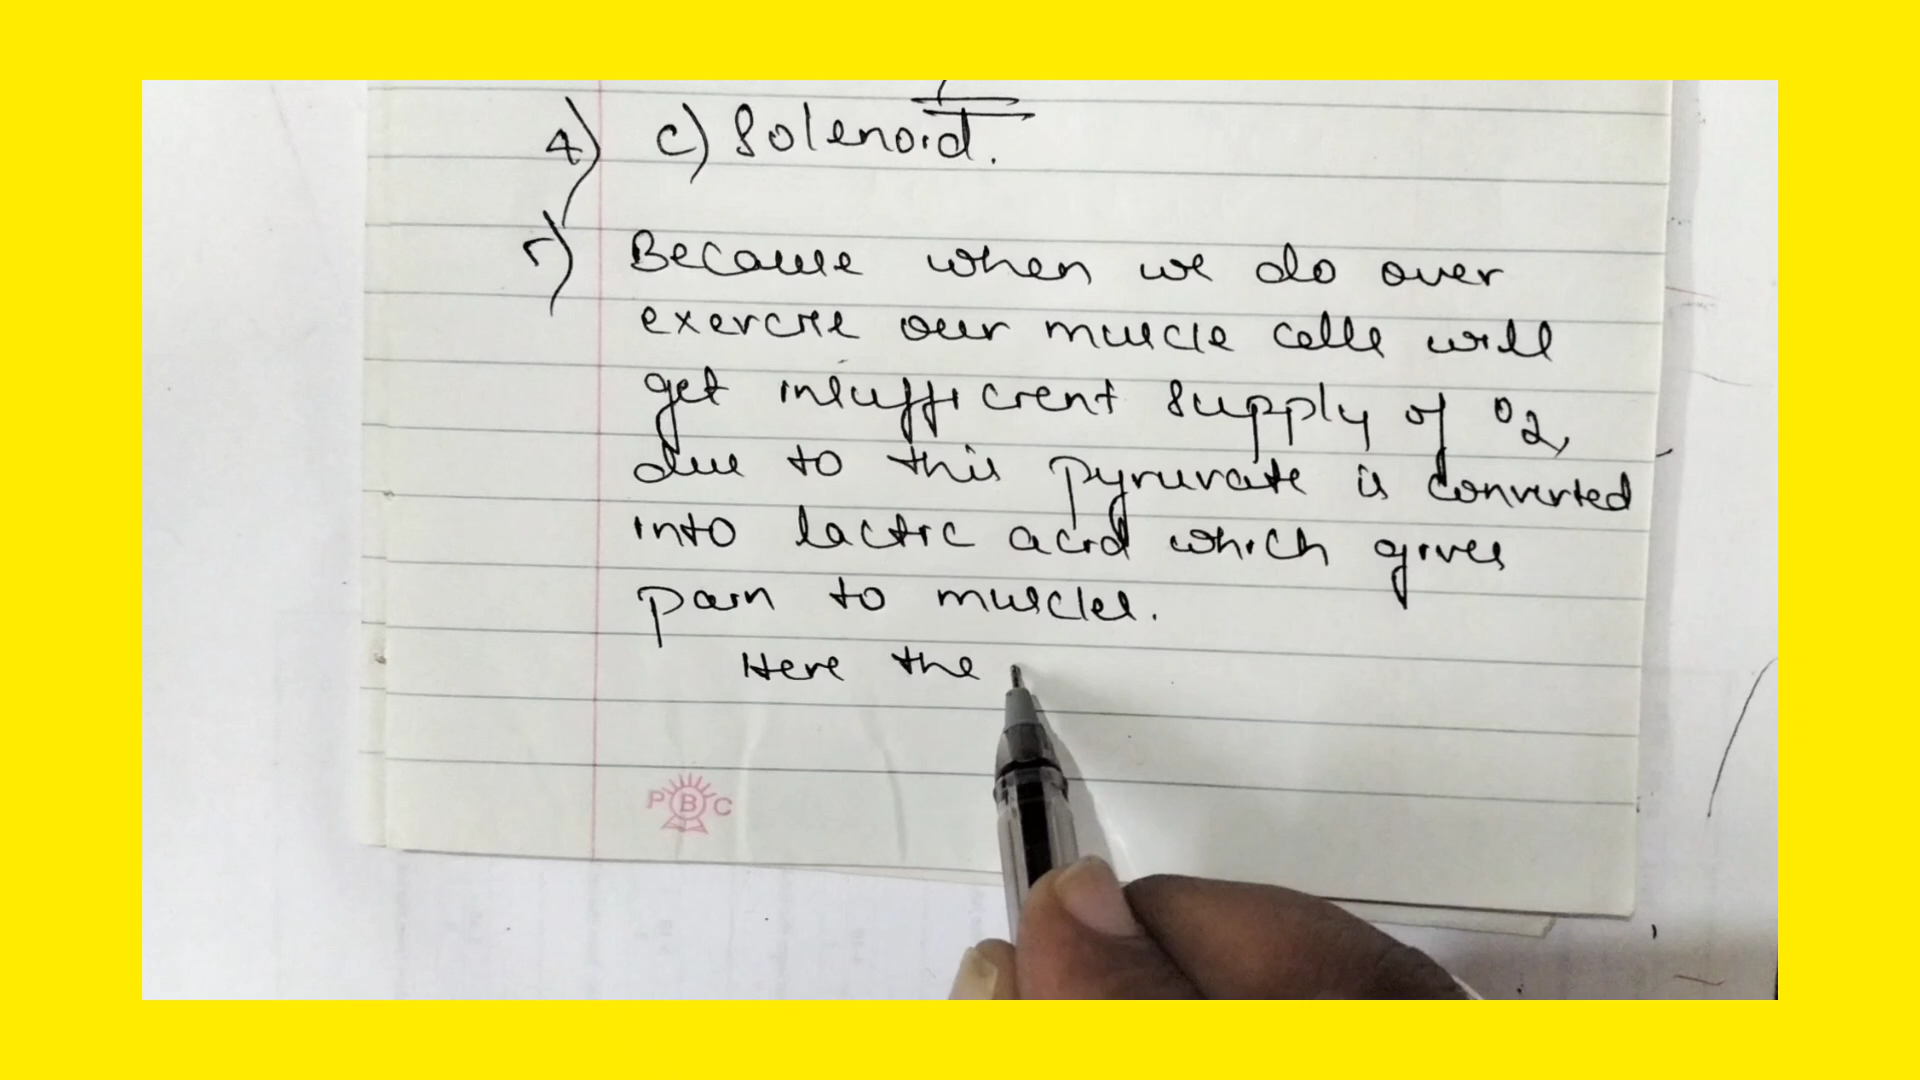 4) c) Solenoid.
5) Because when we do over
exercise our muscle cells will
get insufficient supply of O2,
due to this pyruvate is converted
into lactic acid which gives
pain to muscles.
Here the
PBC